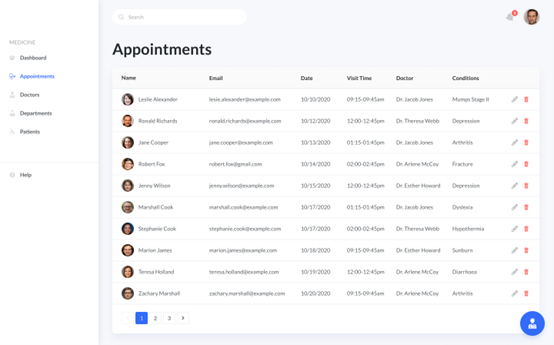 Search
MEDICINE
Dashboard
Appointments
Doctors
Departments
Patients
Help
Appointments
Name Email Date Visit Time Doctor Conditions
Leslie Alexander lesie.alexander@example.com 10/10/2020 09:15-09:45am Dr. Jacob Jones Mumps Stage II
Ronald Richards ronald.richards@example.com 10/12/2020 12:00-12:45pm Dr. Theresa Webb Depression
Jane Cooper jane.cooper@example.com 10/13/2020 01:15-01:45pm Dr. Jacob Jones Arthritis
Robert Fox robert.fox@gmail.com 10/14/2020 02:00-02:45pm Dr. Arlene McCoy Fracture
Jenny Wilson jenny.wilson@example.com 10/15/2020 12:00-12:45pm Dr. Esther Howard Depression
Marshall Cook marshall.cook@example.com 10/17/2020 01:15-01:45pm Dr. Jacob Jones Dyslexia
Stephanie Cook stephanie.cook@example.com 10/17/2020 02:00-02:45pm Dr. Theresa Webb Hypothermia
Marion James marion.james@example.com 10/18/2020 09:15-09:45am Dr. Esther Howard Sunburn
Teresa Holland teresa.holland@example.com 10/19/2020 12:00-12:45pm Dr. Arlene McCoy Diarrhoea
Zachary Marshall zachary.marshall@example.com 10/20/2020 02:00-02:45pm Dr. Arlene McCoy Arthritis
1 2 3